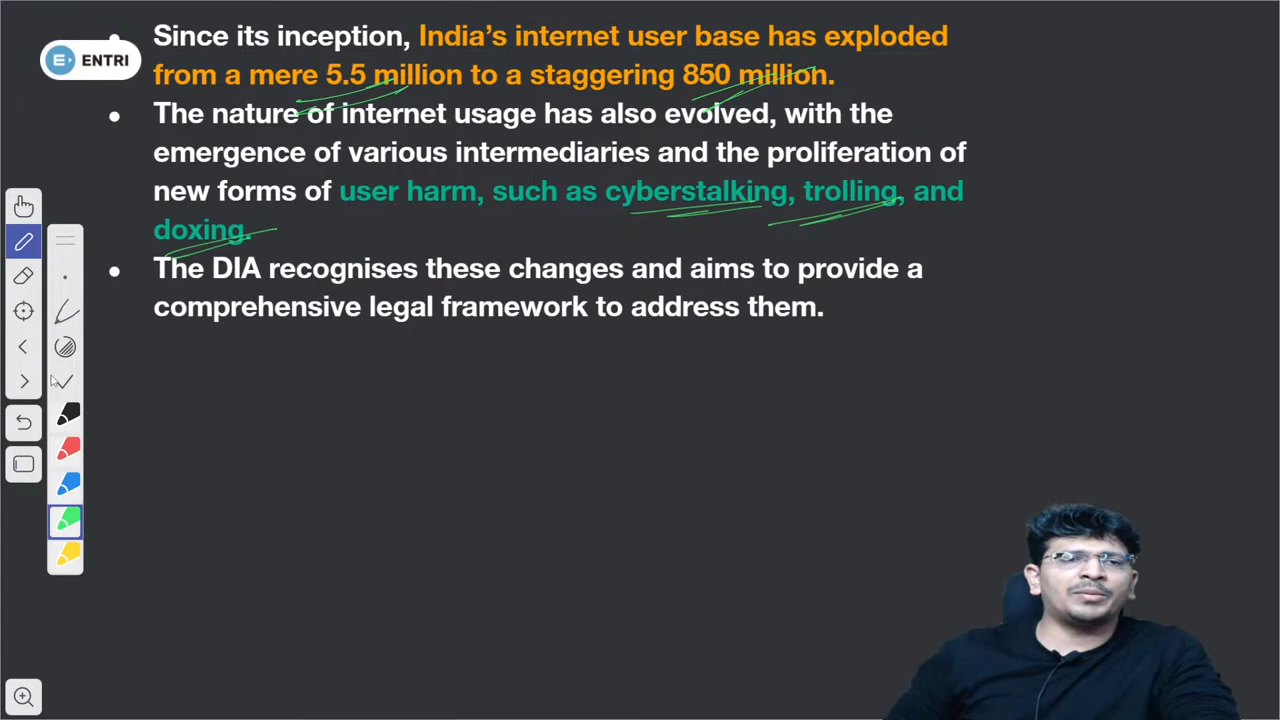 Since its inception, India's internet user base has exploded
ENTRI
from a mere 5.5 million to a staggering 850 million.
The nature of internet usage has also evolved, with the
emergence of various intermediaries and the proliferation of
new forms of user harm, such as cyberstalking, trolling, and
doxing.
The DIA recognises these changes and aims to provide a
comprehensive legal framework to address them.